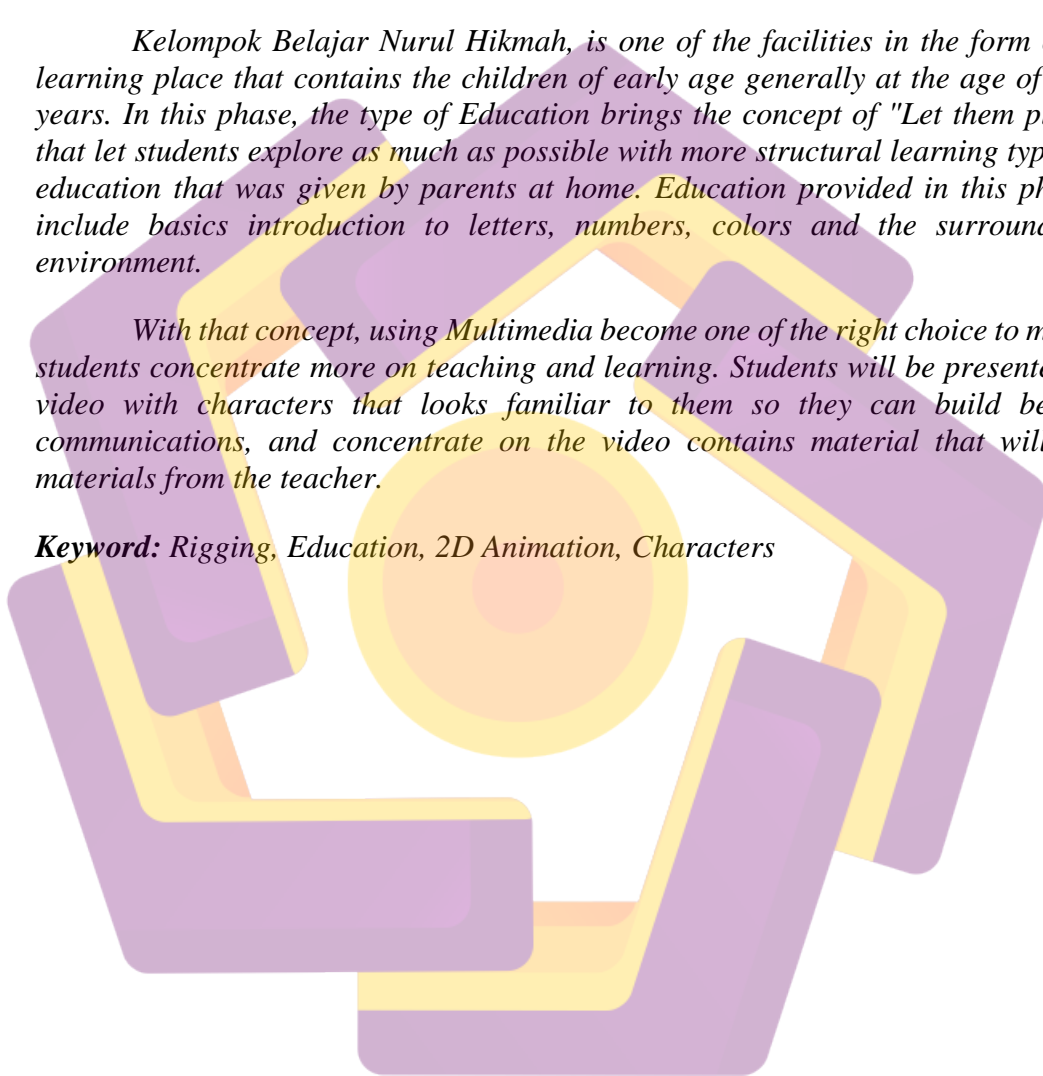 Kelompok Belajar Nurul Hikmah, is one of the facilities in the form
learning place that contains the children of early age generally at the age of
years. In this phase, the type of Education brings the concept of "Let them
that let students explore as much as possible with more structural learning
education that was given by parents at home. Education provided in this
include basics introduction to letters, numbers, colors and the
environment.
With that concept, using Multimedia become one of the right choice to
students concentrate more on teaching and learning. Students will be
video with characters that looks familiar to them so they can build
communications, and concentrate on the video contains material that will
materials from the teacher.
Keyword: Rigging, Education, 2D Animation, Characters